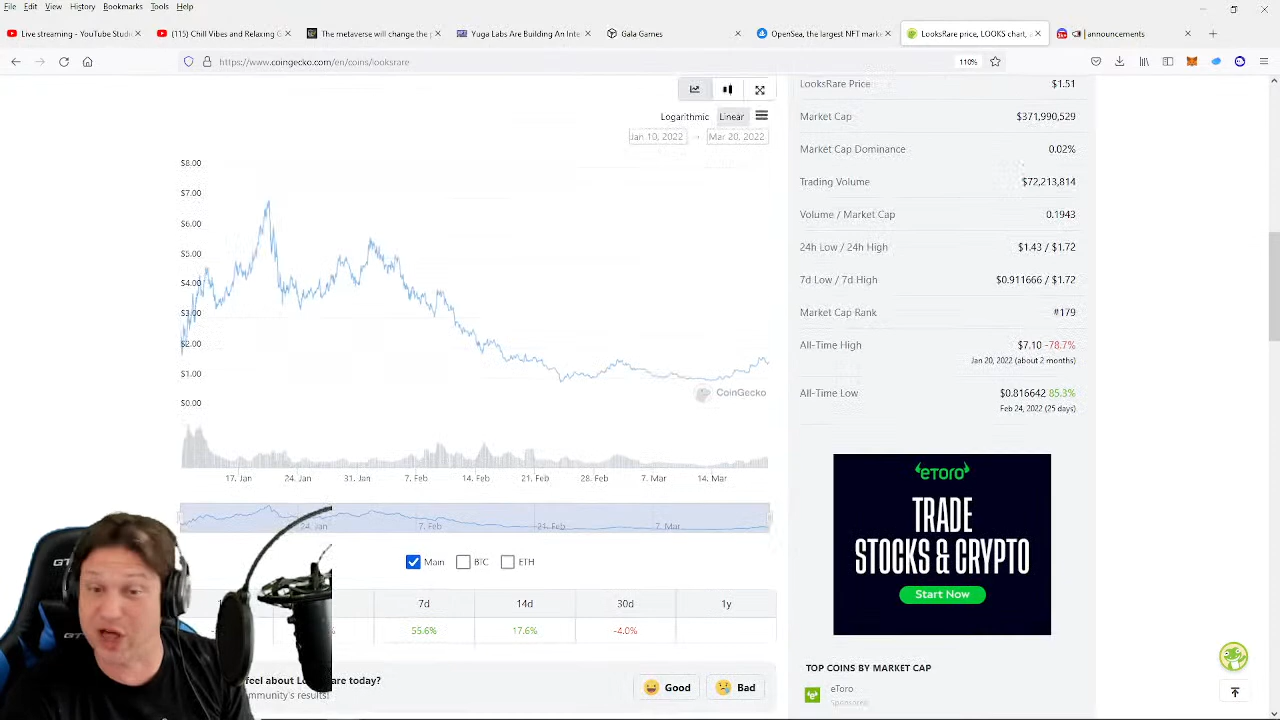 File Edit View History Bookmarks Tools Help
Live streaming - YouTube Studio
(115) Chill Vibes and Relaxing G
The metaverse will change the p
Yuga Labs Are Building An Inte
Gala Games
OpenSea, the largest NFT marke
LooksRare price, LOOKS chart,
announcements
https://www.coingecko.com/en/coins/looksrare
110%
Logarithmic Linear
Jan 10, 2022 → Mar 20, 2022
$8.00
$7.00
$6.00
$5.00
$4.00
$3.00
$2.00
$1.00
$0.00
CoinGecko
17. Jan 24. Jan 31. Jan 7. Feb 14. Feb 21. Feb 28. Feb 7. Mar 14. Mar
24. Jan 7. Feb 21. Feb 7. Mar
Main BTC ETH
7d 14d 30d 1y
55.6% 17.6% -4.0%
feel about Lo are today?
ommunity's results!
Good Bad
LooksRare Price $1.51
Market Cap
Market Cap Dominance 0.02%
Trading Volume $72,213,814
Volume / Market Cap 0.1943
24h Low / 24h High $1.43 / $1.72
7d Low / 7d High $0.911666 / $1.72
Market Cap Rank #179
All-Time High $7.10 -78.7%
Jan 20, 2022 (about 2 months)
All-Time Low $0.816642 85.3%
Feb 24, 2022 (25 days)
eToro
TRADE
STOCKS & CRYPTO
Start Now
TOP COINS BY MARKET CAP
eToro
Sponsored
GT
GT